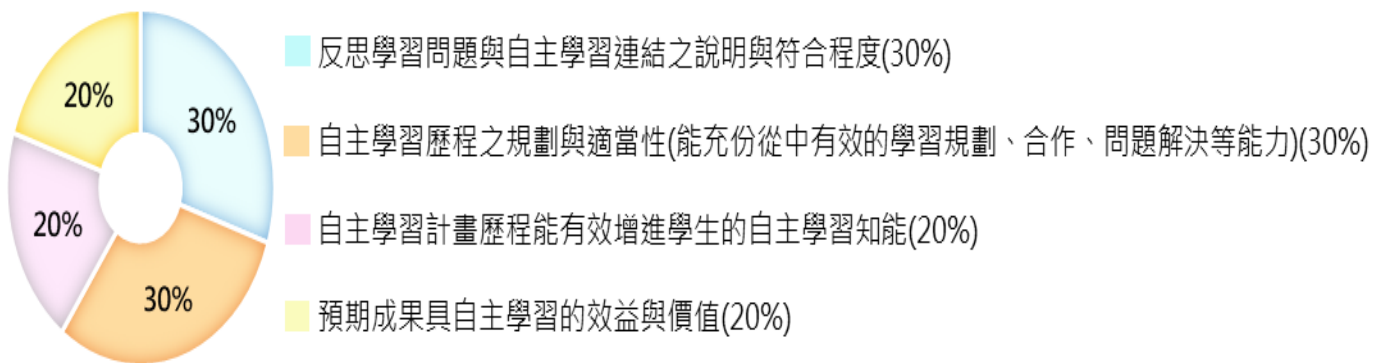 20%
30%
20%
30%
反思學習問題與自主學習連結之說明與符合程度(30%)
自主學習歷程之規劃與適當性(能充份從中有效的學習規劃、合作、問題解決等能力)(30%)
自主學習計畫歷程能有效增進學生的自主學習知能(20%)
預期成果具自主學習的效益與價值(20%)